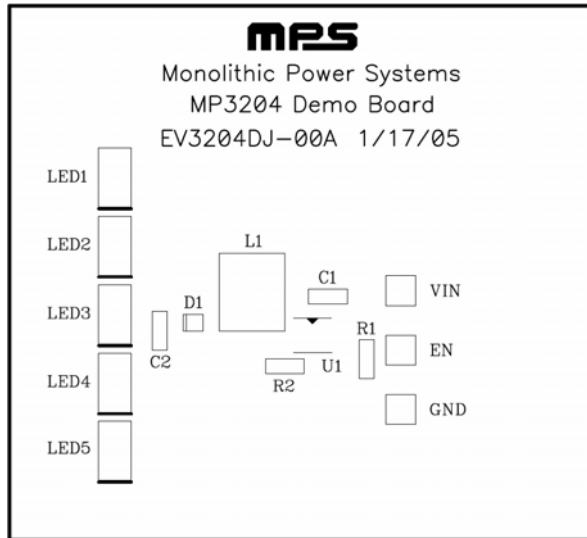 mps
Monolithic Power Systems
MP3204 Demo Board
EV3204DJ-00A 1/17/05
LED1
LED2
L1
C1
VIN
LED3
D1
R1
EN
C2
U1
LED4
R2
GND
LED5